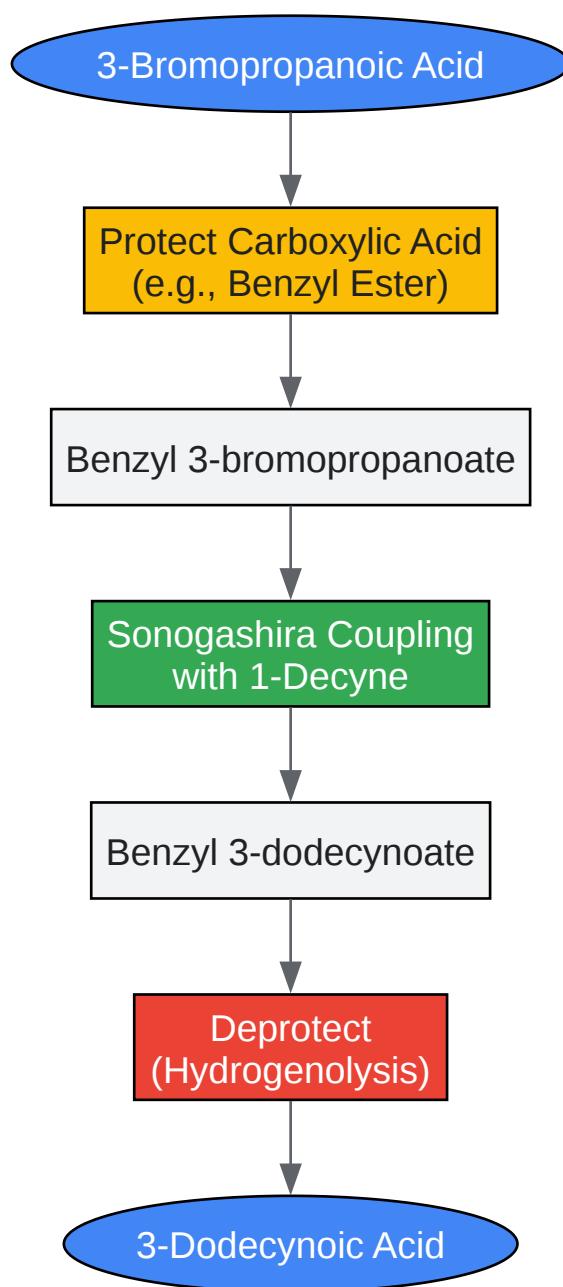 3-Bromopropanoic Acid
Protect Carboxylic Acid
(e.g., Benzyl Ester)
Benzyl 3-bromopropanoate
Sonogashira Coupling
with 1-Decyne
Benzyl 3-dodecynoate
Deprotect
(Hydrogenolysis)
3-Dodecynoic Acid